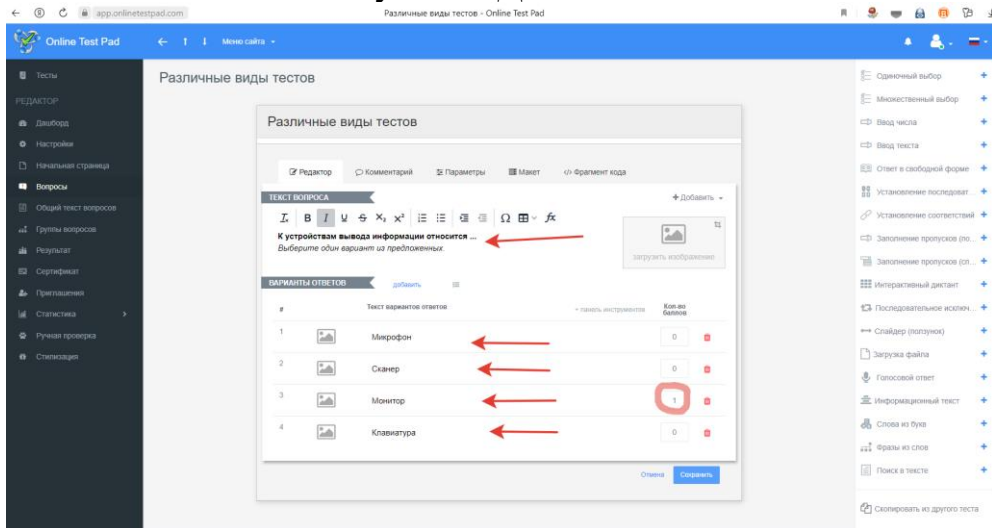 app.onlinetestpad.com
Различные виды тестов - Online Test Pad
Online Test Pad
Меню сайта
Тесты
РЕДАКТОР
Дашборд
Настройки
Начальная страница
Вопросы
Общий текст вопросов
Группы вопросов
Результат
Сертификат
Приглашения
Статистика
Ручная проверка
Стилизация
Различные виды тестов
Различные виды тестов
Редактор
Комментарий
Параметры
Макет
</> Фрагмент кода
ТЕКСТ ВОПРОСА
+ Добавить
К устройствам вывода информации относится ...
Выберите один вариант из предложенных.
загрузить изображение
ВАРИАНТЫ ОТВЕТОВ
добавить
# Текст вариантов ответов + панель инструментов Кол-во баллов
1 Микрофон 0
2 Сканер 0
3 Монитор 1
4 Клавиатура 0
Отмена Сохранить
Одиночный выбор
Множественный выбор
Ввод числа
Ввод текста
Ответ в свободной форме
Установление последоват...
Установление соответствий
Заполнение пропусков (по...
Заполнение пропусков (сп...
Интерактивный диктант
Последовательное исключ...
Слайдер (ползунок)
Загрузка файла
Голосовой ответ
Информационный текст
Слова из букв
Фразы из слов
Поиск в тексте
Скопировать из другого теста